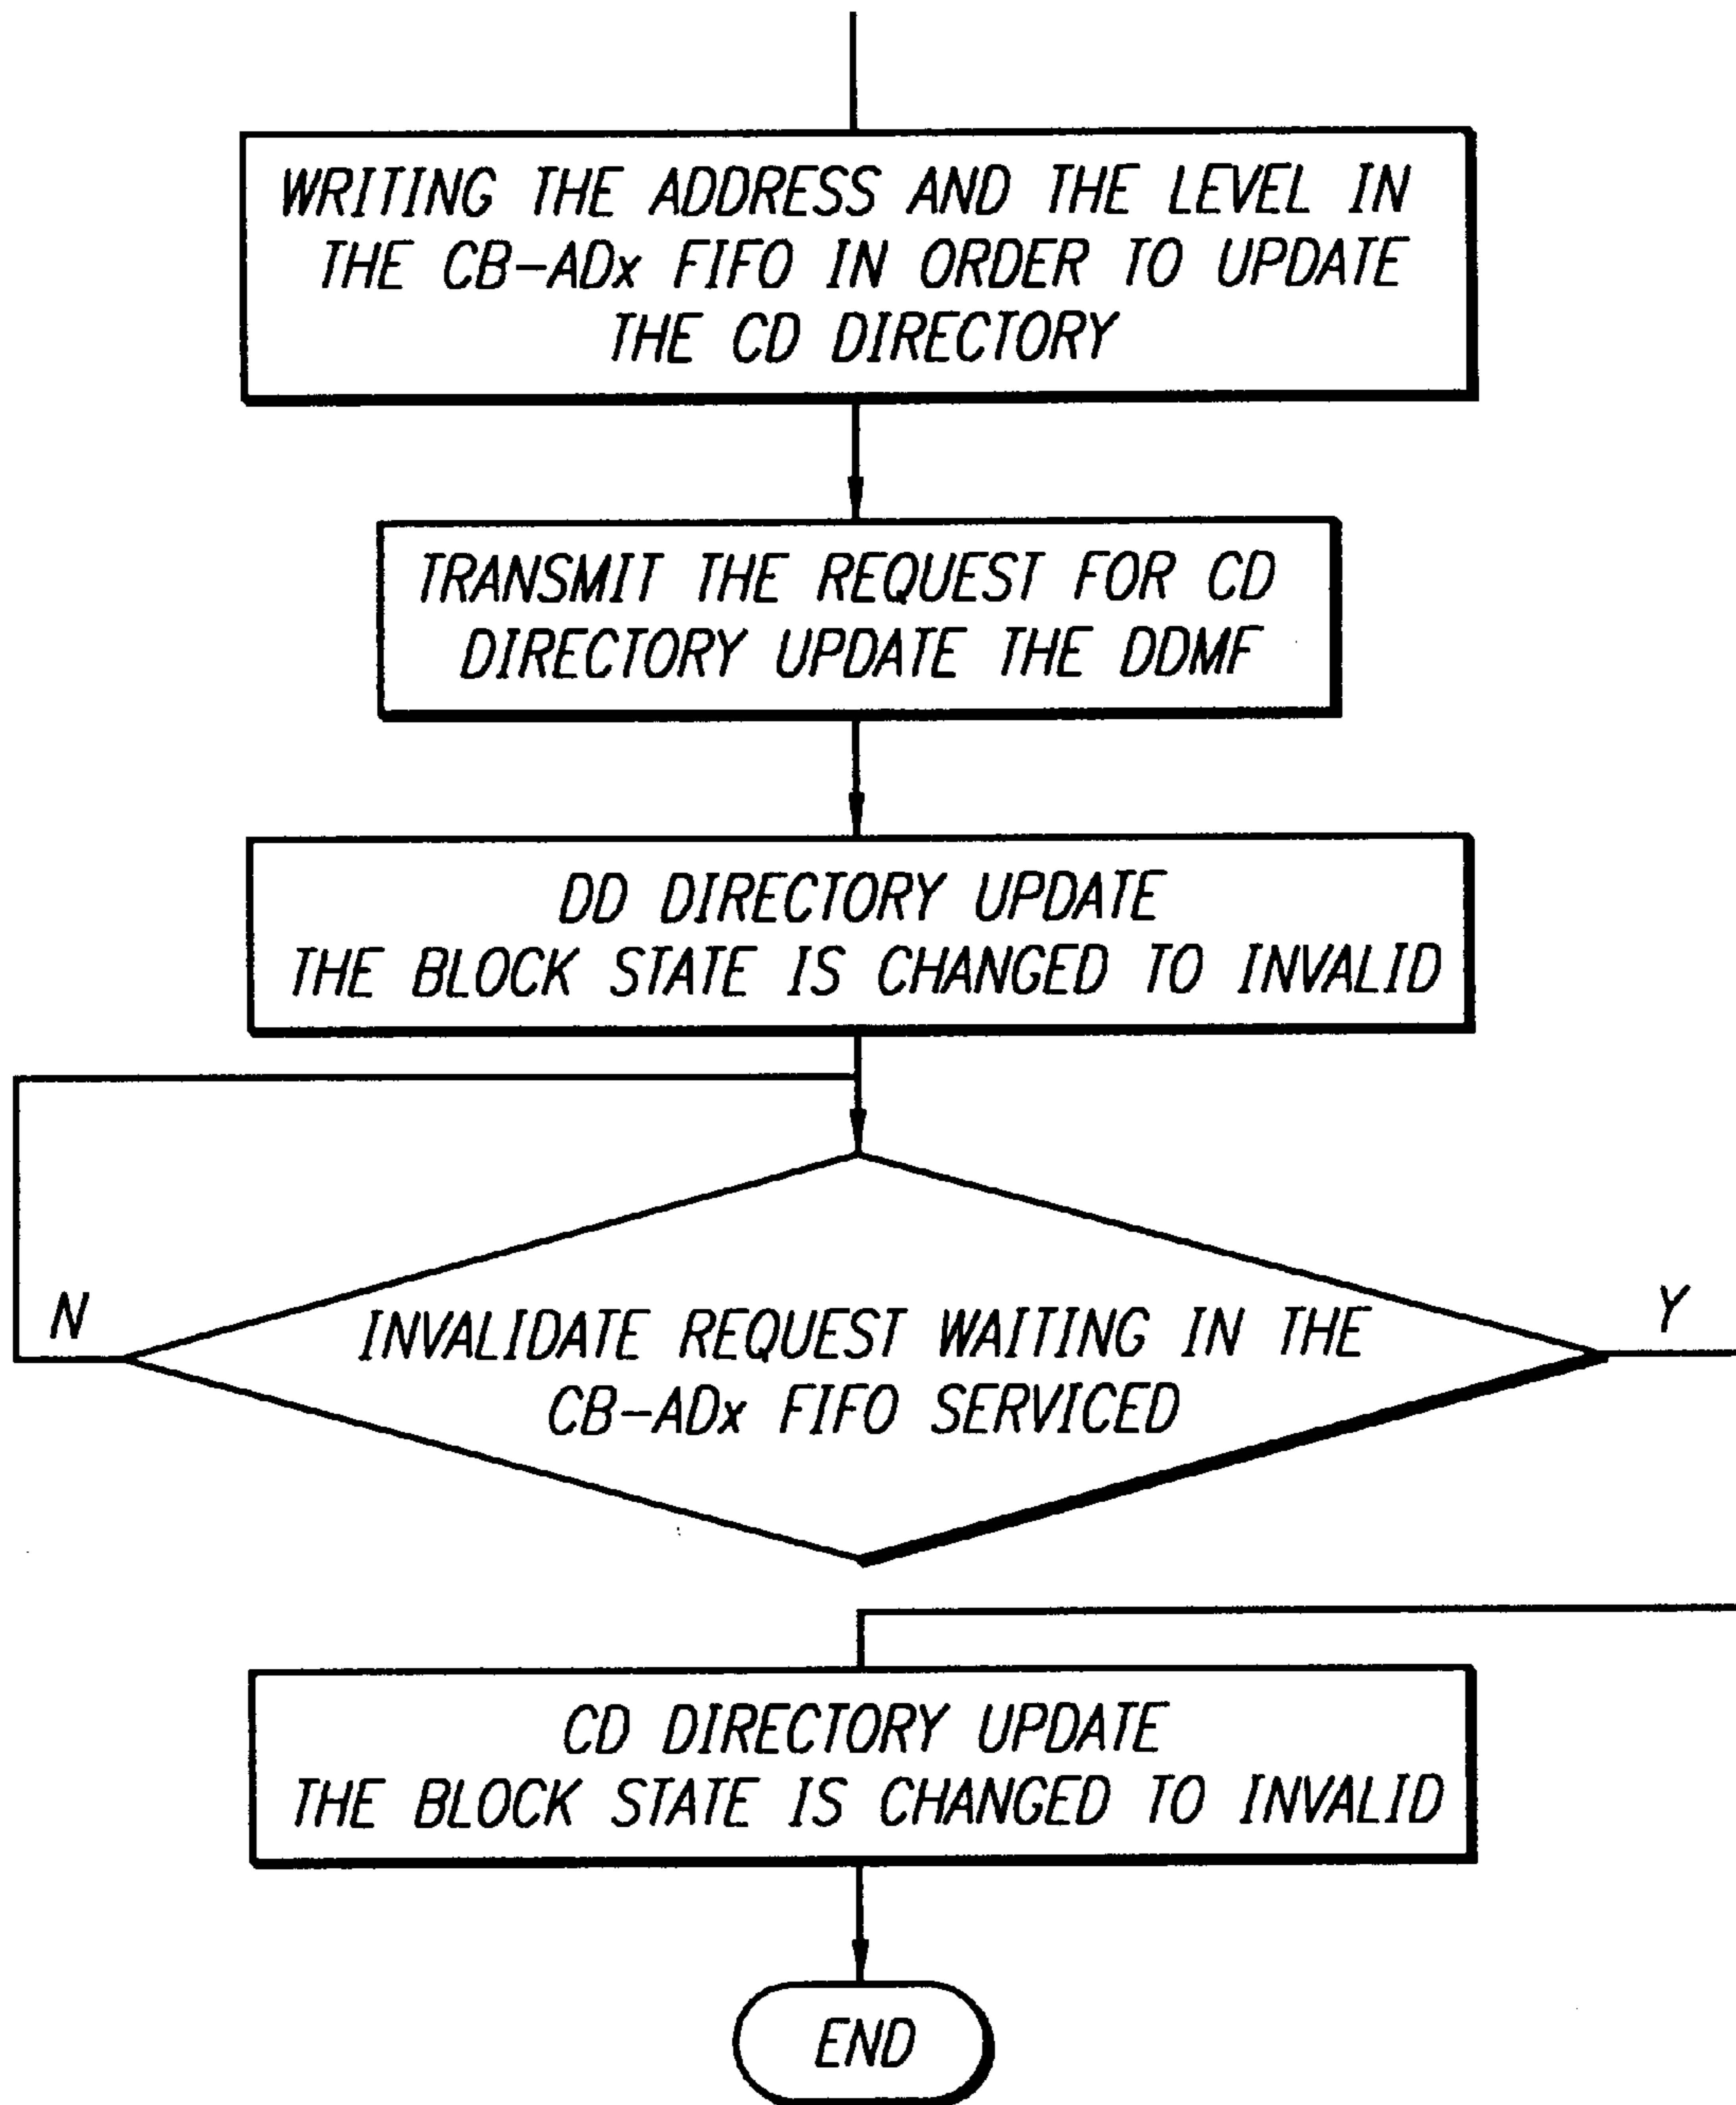 WRITING THE ADDRESS AND THE LEVEL IN
THE CB-ADx FIFO IN ORDER TO UPDATE
THE CD DIRECTORY
TRANSMIT THE REQUEST FOR CD
DIRECTORY UPDATE THE DDMF
DD DIRECTORY UPDATE
THE BLOCK STATE IS CHANGED TO INVALID
N
Y
INVALIDATE REQUEST WAITING IN THE
CB-ADx FIFO SERVICED
CD DIRECTORY UPDATE
THE BLOCK STATE IS CHANGED TO INVALID
END